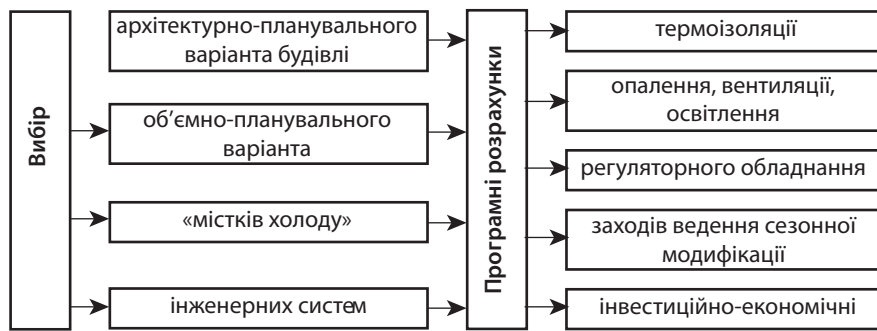 Вибір
архітектурно-планувального
варіанта будівлі
об’ємно-планувального
варіанта
«містків холоду»
інженерних систем
Програмні розрахунки
термоізоляції
опалення, вентиляції,
освітлення
регуляторного обладнання
заходів ведення сезонної
модифікації
інвестиційно-економічні